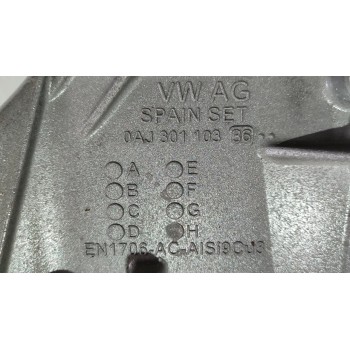 VW AG
SPAIN SET
0AJ 301 103 36
A E
B F
C G
D H
EN1706-AC-AlSi9Cu3